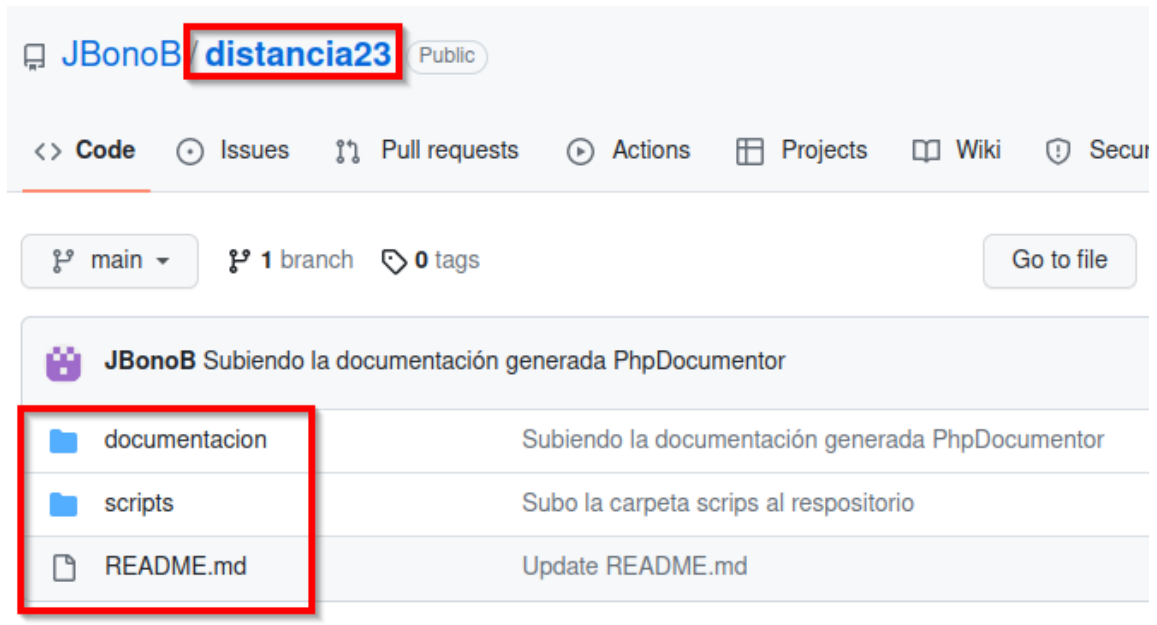 JBonoB / distancia23 Public
Code Issues Pull requests Actions Projects Wiki
main 1 branch 0 tags Go to file
JBonoB Subiendo la documentación generada PhpDocumentor
documentacion Subiendo la documentación generada PhpDocumentor
scripts Subo la carpeta scrips al respositorio
README.md Update README.md